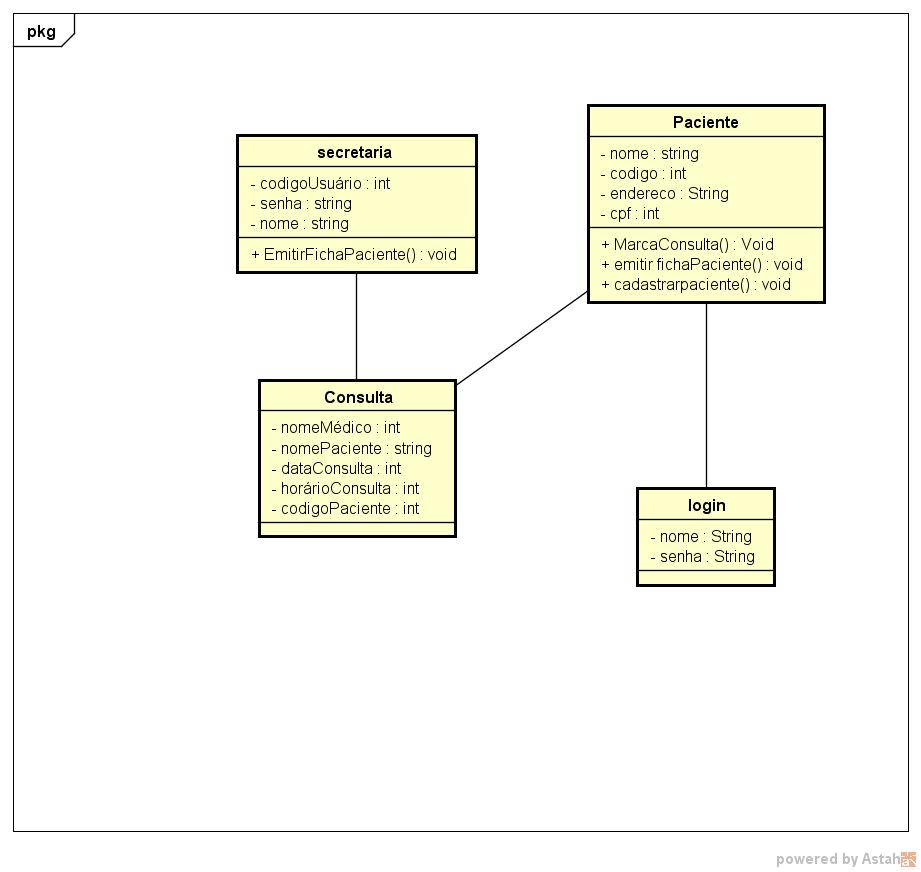 pkg
secretaria
- codigoUsuário : int
- senha : string
- nome : string
+ EmitirFichaPaciente() : void
Paciente
- nome : string
- codigo : int
- endereco : String
- cpf : int
+ MarcaConsulta() : Void
+ emitir fichaPaciente() : void
+ cadastrarpaciente() : void
Consulta
- nomeMédico : int
- nomePaciente : string
- dataConsulta : int
- horárioConsulta : int
- codigoPaciente : int
login
- nome : String
- senha : String
powered by Astah